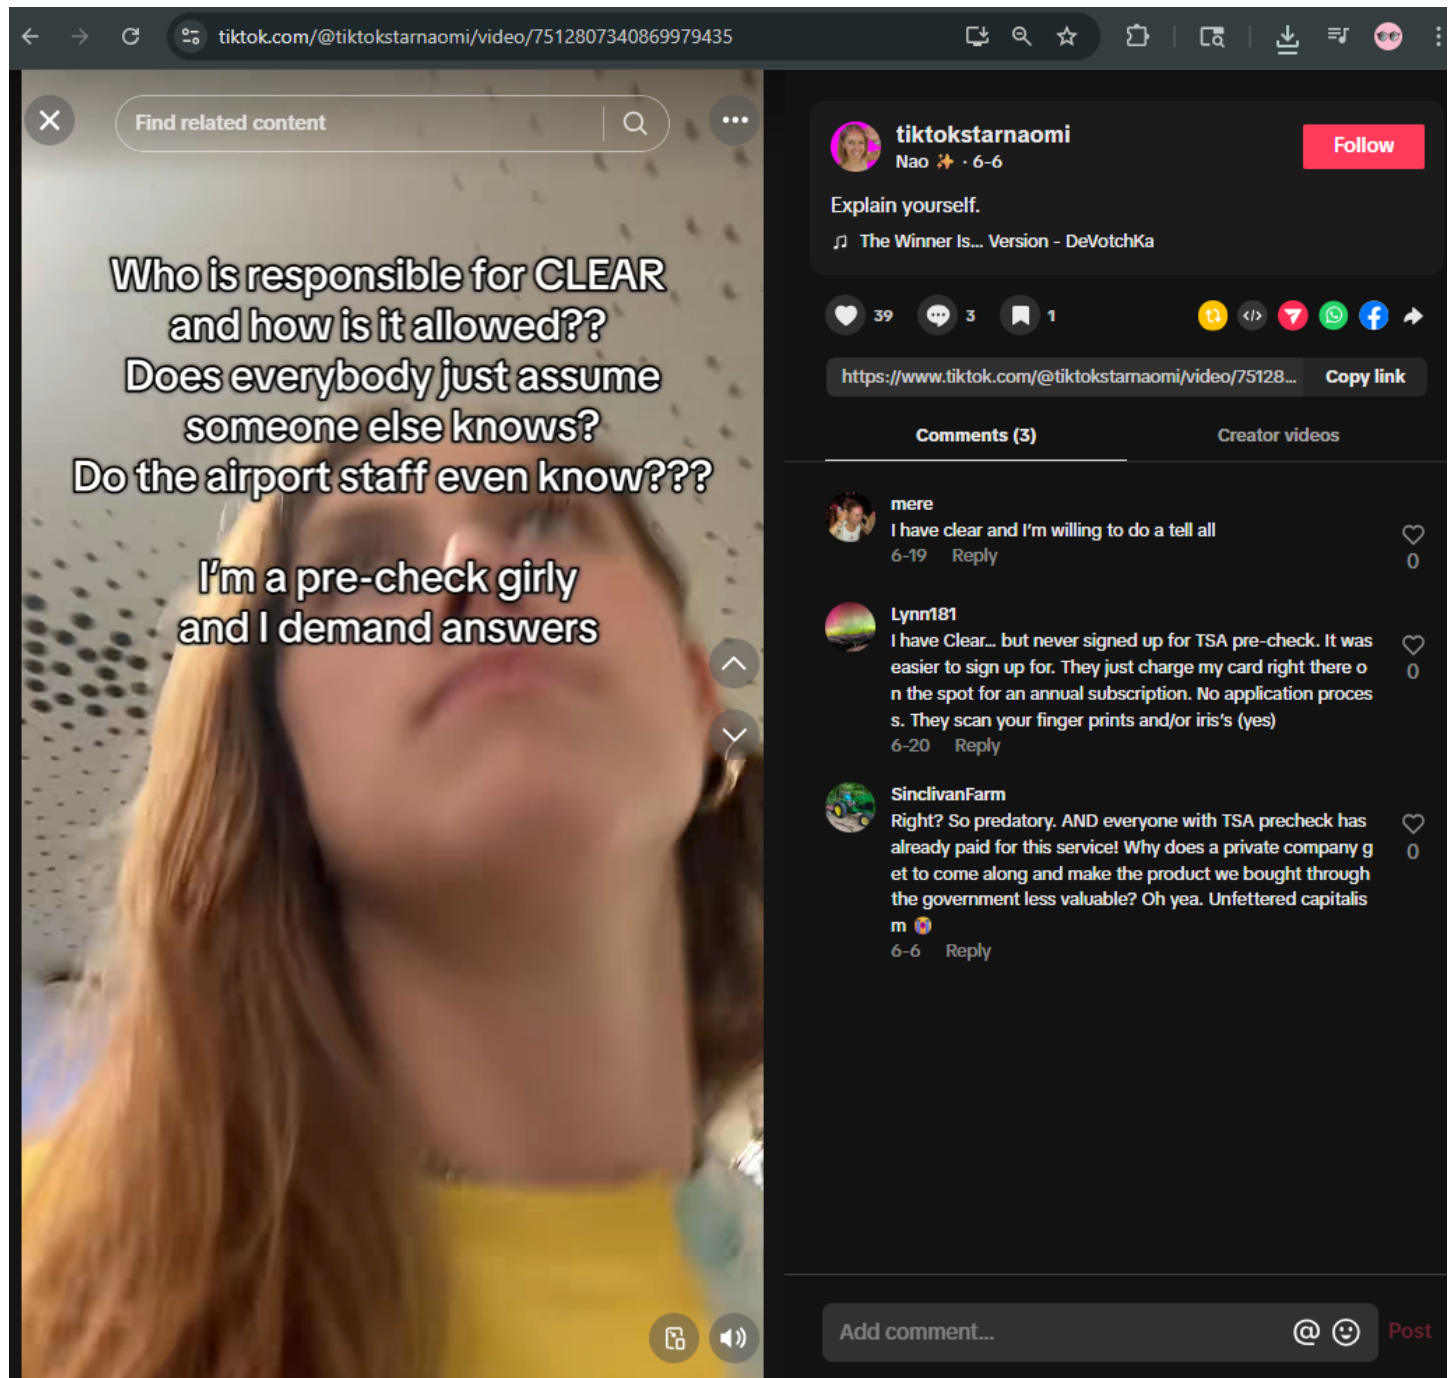 tiktok.com/@tiktokstarnaomi/video/7512807340869979435
Find related content
Who is responsible for CLEAR
and how is it allowed??
Does everybody just assume
someone else knows?
Do the airport staff even know???
I'm a pre-check girly
and I demand answers
tiktokstarnaomi
Nao ✨ · 6-6
Follow
Explain yourself.
♫ The Winner Is... Version - DeVotchKa
39
3
1
https://www.tiktok.com/@tiktokstarnaomi/video/75128...
Copy link
Comments (3)
Creator videos
mere
I have clear and I'm willing to do a tell all
6-19 Reply
0
Lynn181
I have Clear... but never signed up for TSA pre-check. It was
easier to sign up for. They just charge my card right there o
n the spot for an annual subscription. No application proces
s. They scan your finger prints and/or iris's (yes)
6-20 Reply
0
SinclivanFarm
Right? So predatory. AND everyone with TSA precheck has
already paid for this service! Why does a private company g
et to come along and make the product we bought through
the government less valuable? Oh yea. Unfettered capitalis
m 😭
6-6 Reply
0
Add comment...
@
Post